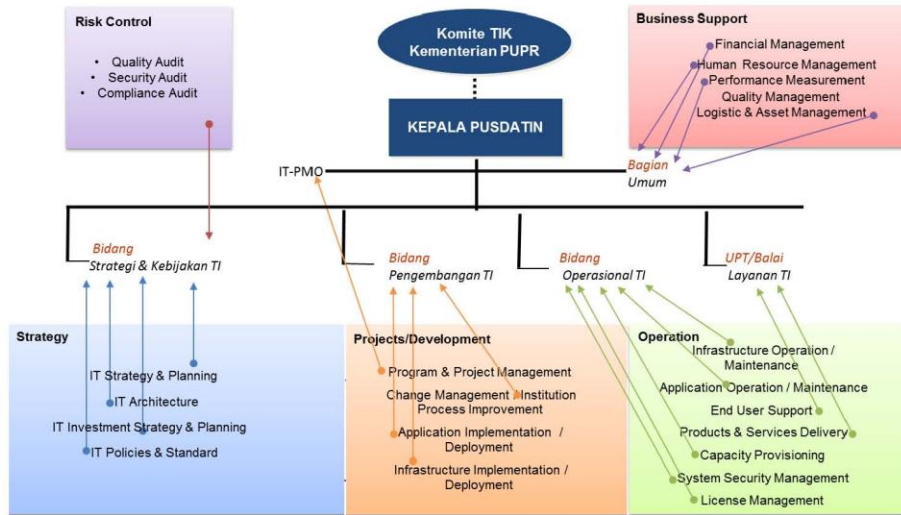 Risk Control
• Quality Audit
• Security Audit
• Compliance Audit
Komite TIK
Kementerian PUPR
KEPALA PUSDATIN
Business Support
Financial Management
Human Resource Management
Performance Measurement
Quality Management
Logistic & Asset Management
IT-PMO
Bagian
Umum
Bidang
Strategi & Kebijakan TI
Bidang
Pengembangan TI
Bidang
Operasional TI
UPT/Balai
Layanan TI
Strategy
IT Strategy & Planning
IT Architecture
IT Investment Strategy & Planning
IT Policies & Standard
Projects/Development
Program & Project Management
Change Management / Institution
Process Improvement
Application Implementation /
Deployment
Infrastructure Implementation /
Deployment
Operation
Infrastructure Operation /
Maintenance
Application Operation / Maintenance
End User Support
Products & Services Delivery
Capacity Provisioning
System Security Management
License Management